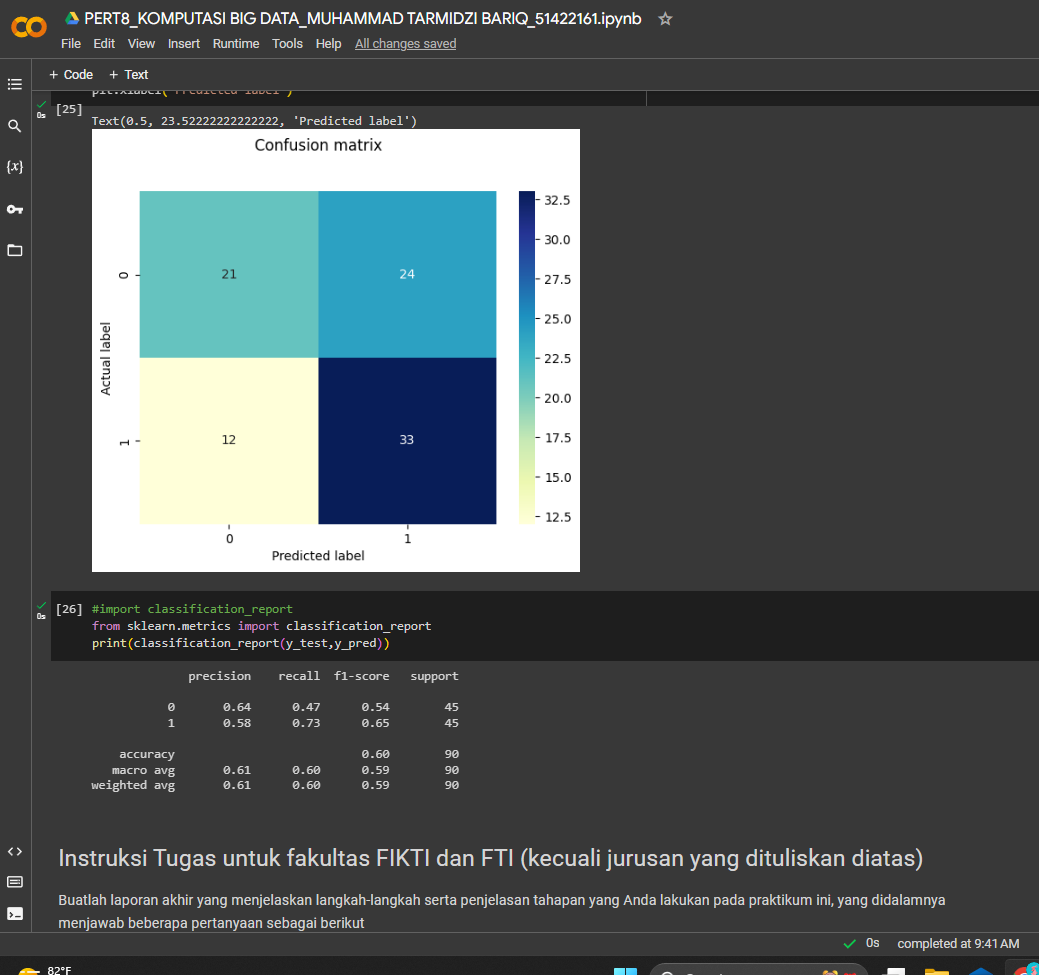 PERT8_KOMPUTASI BIG DATA_MUHAMMAD TARMIDZI BARIQ_51422161.ipynb
File Edit View Insert Runtime Tools Help All changes saved
+ Code + Text
plt.xlabel('Predicted label')
[25]
0s
Text(0.5, 23.52222222222222, 'Predicted label')
Confusion matrix
32.5
30.0
27.5
25.0
22.5
20.0
17.5
15.0
12.5
0
21 24
Actual label
1
12 33
0 1
Predicted label
[26] #import classification_report
0s
from sklearn.metrics import classification_report
print(classification_report(y_test,y_pred))
precision recall f1-score support
0 0.64 0.47 0.54 45
1 0.58 0.73 0.65 45
accuracy 0.60 90
macro avg 0.61 0.60 0.59 90
weighted avg 0.61 0.60 0.59 90
Instruksi Tugas untuk fakultas FIKTI dan FTI (kecuali jurusan yang dituliskan diatas)
Buatlah laporan akhir yang menjelaskan langkah-langkah serta penjelasan tahapan yang Anda lakukan pada praktikum ini, yang didalamnya
menjawab beberapa pertanyaan sebagai berikut
0s completed at 9:41 AM
82°F